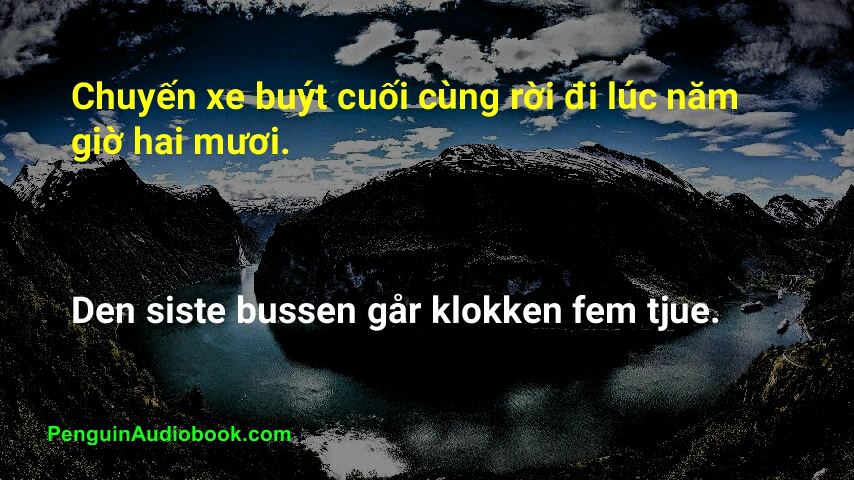 Chuyến xe buýt cuối cùng rời đi lúc năm
giờ hai mươi.
Den siste bussen går klokken fem tjue.
PenguinAudiobook.com